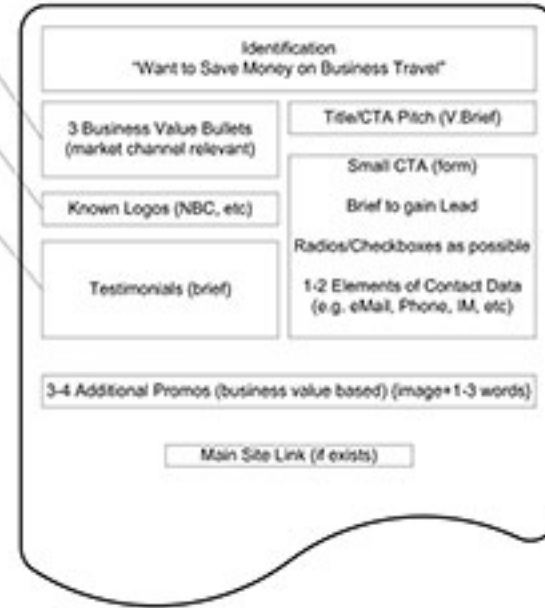 Identification
"Want to Save Money on Business Travel"
3 Business Value Bullets
(market channel relevant)
Known Logos (NBC, etc)
Testimonials (brief)
Title/CTA Pitch (V.Brief)
Small CTA (form)
Brief to gain Lead
Radios/Checkboxes as possible
1-2 Elements of Contact Data
(e.g. eMail, Phone, IM, etc)
3-4 Additional Promos (business value based) {image+1-3 words}
Main Site Link (if exists)